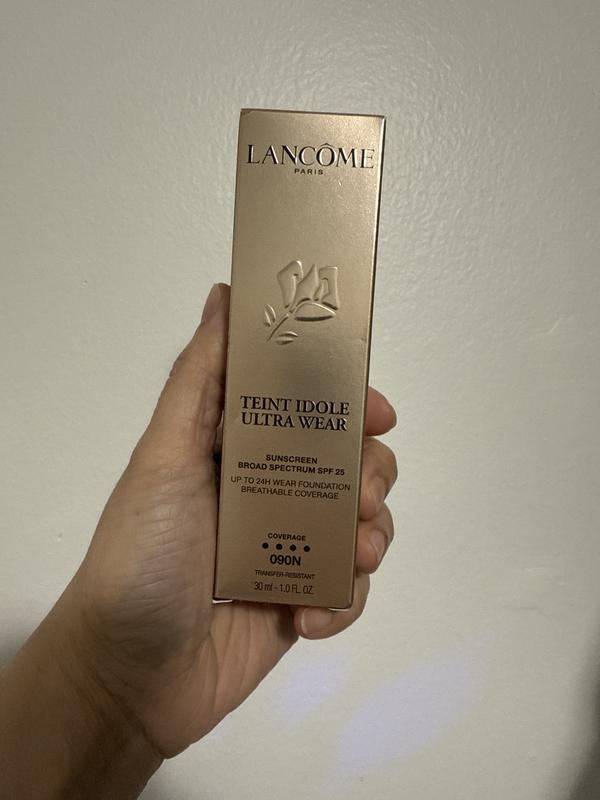 LANCÔME
PARIS
TEINT IDOLE
ULTRA WEAR
SUNSCREEN
BROAD SPECTRUM SPF 25
UP TO 24H WEAR FOUNDATION
BREATHABLE COVERAGE
COVERAGE
090N
TRANSFER-RESISTANT
30 ml - 1.0 FL. OZ.